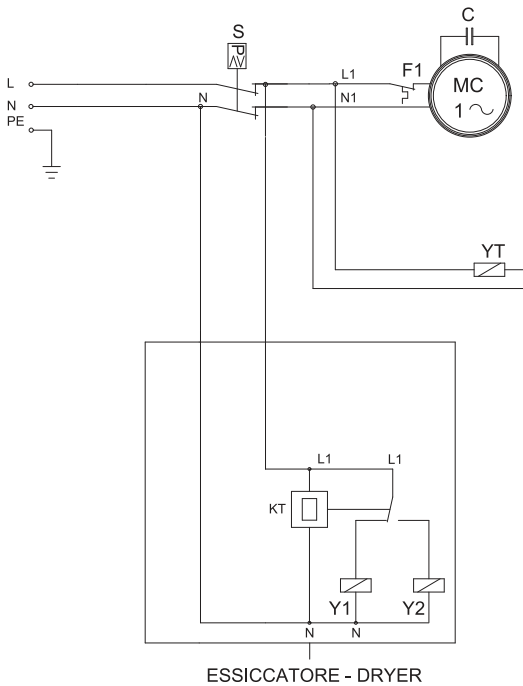 C
S
P
L
L1
F1
MC
1
N
N
N1
PE
YT
L1
L1
KT
Y1
Y2
N
N
ESSICCATORE - DRYER